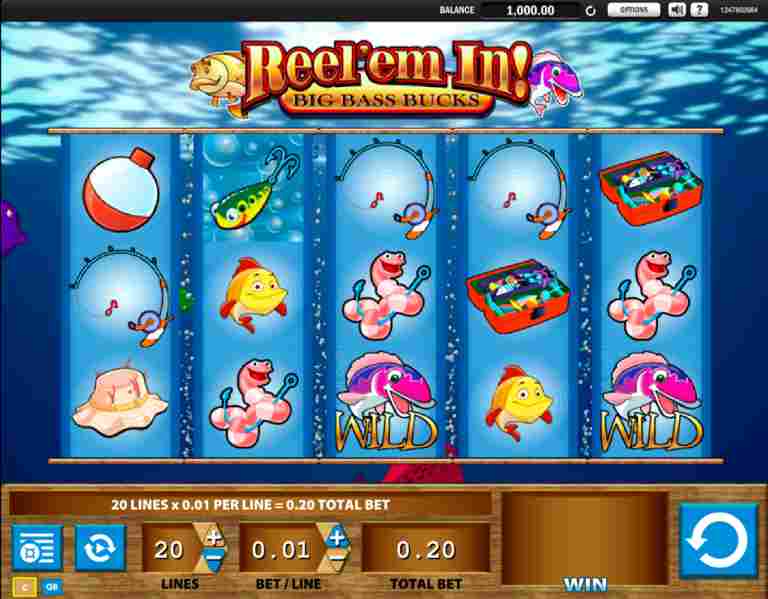 BALANCE 1,000.00 OPTIONS ?
Reel'em In!
BIG BASS BUCKS
WILD WILD
20 LINES x 0.01 PER LINE = 0.20 TOTAL BET
20 0.01 0.20
LINES BET / LINE TOTAL BET WIN
C GB